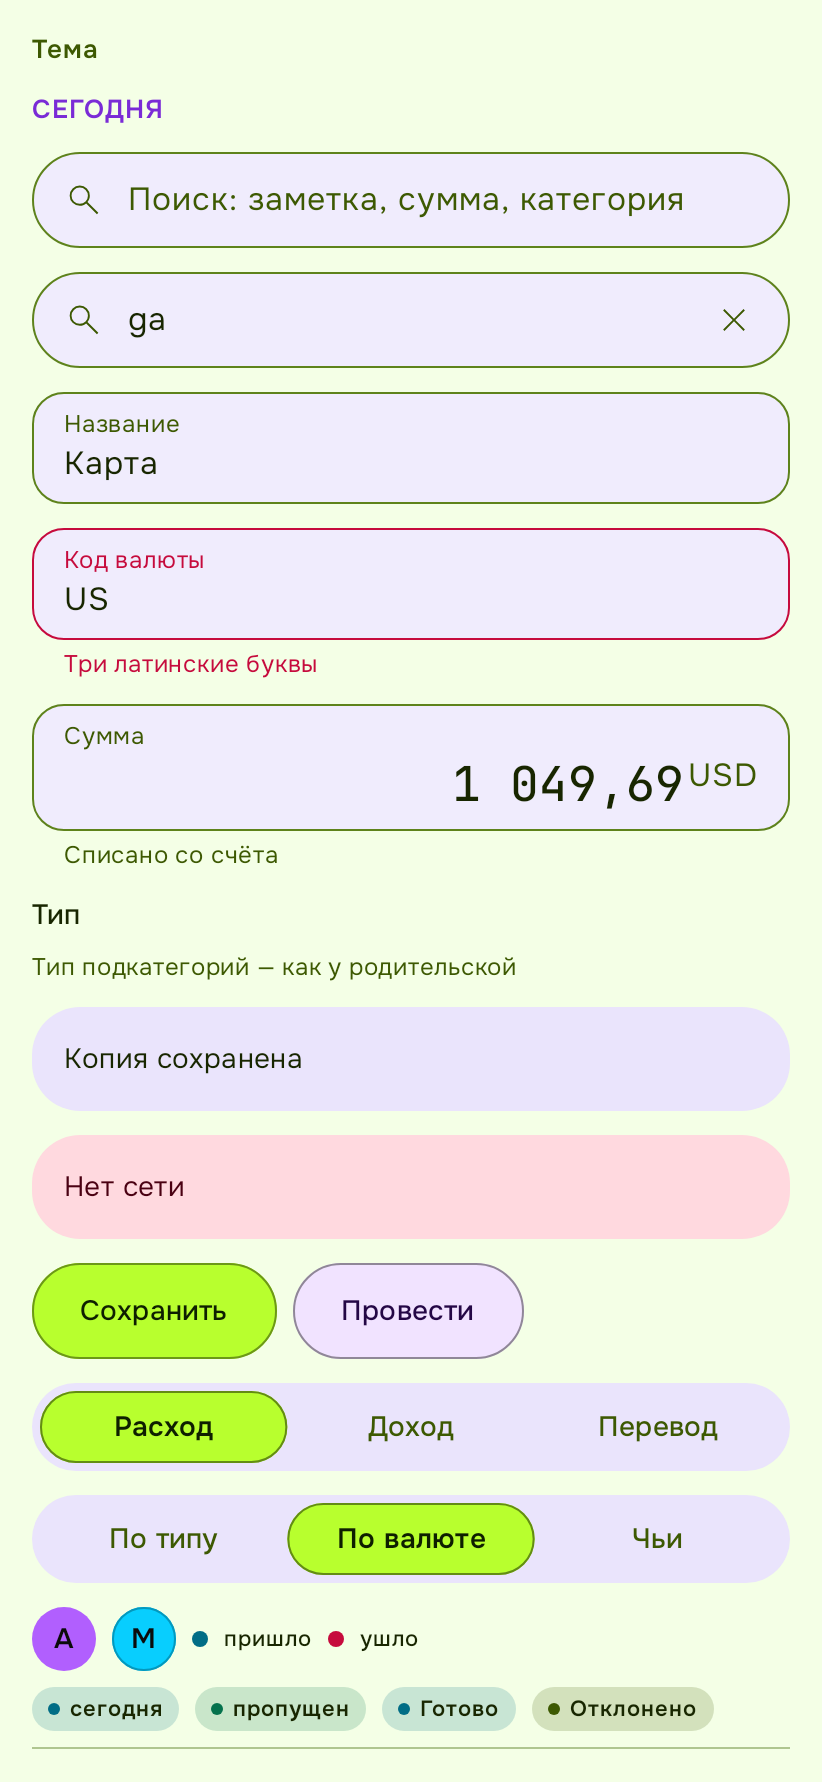 Тема
СЕГОДНЯ
Поиск: заметка, сумма, категория
ga
Название
Карта
Код валюты
US
Три латинские буквы
Сумма
1 049,69 USD
Списано со счёта
Тип
Тип подкатегорий — как у родительской
Копия сохранена
Нет сети
Сохранить Провести
Расход Доход Перевод
По типу По валюте Чьи
А М пришло ушло
сегодня пропущен Готово Отклонено